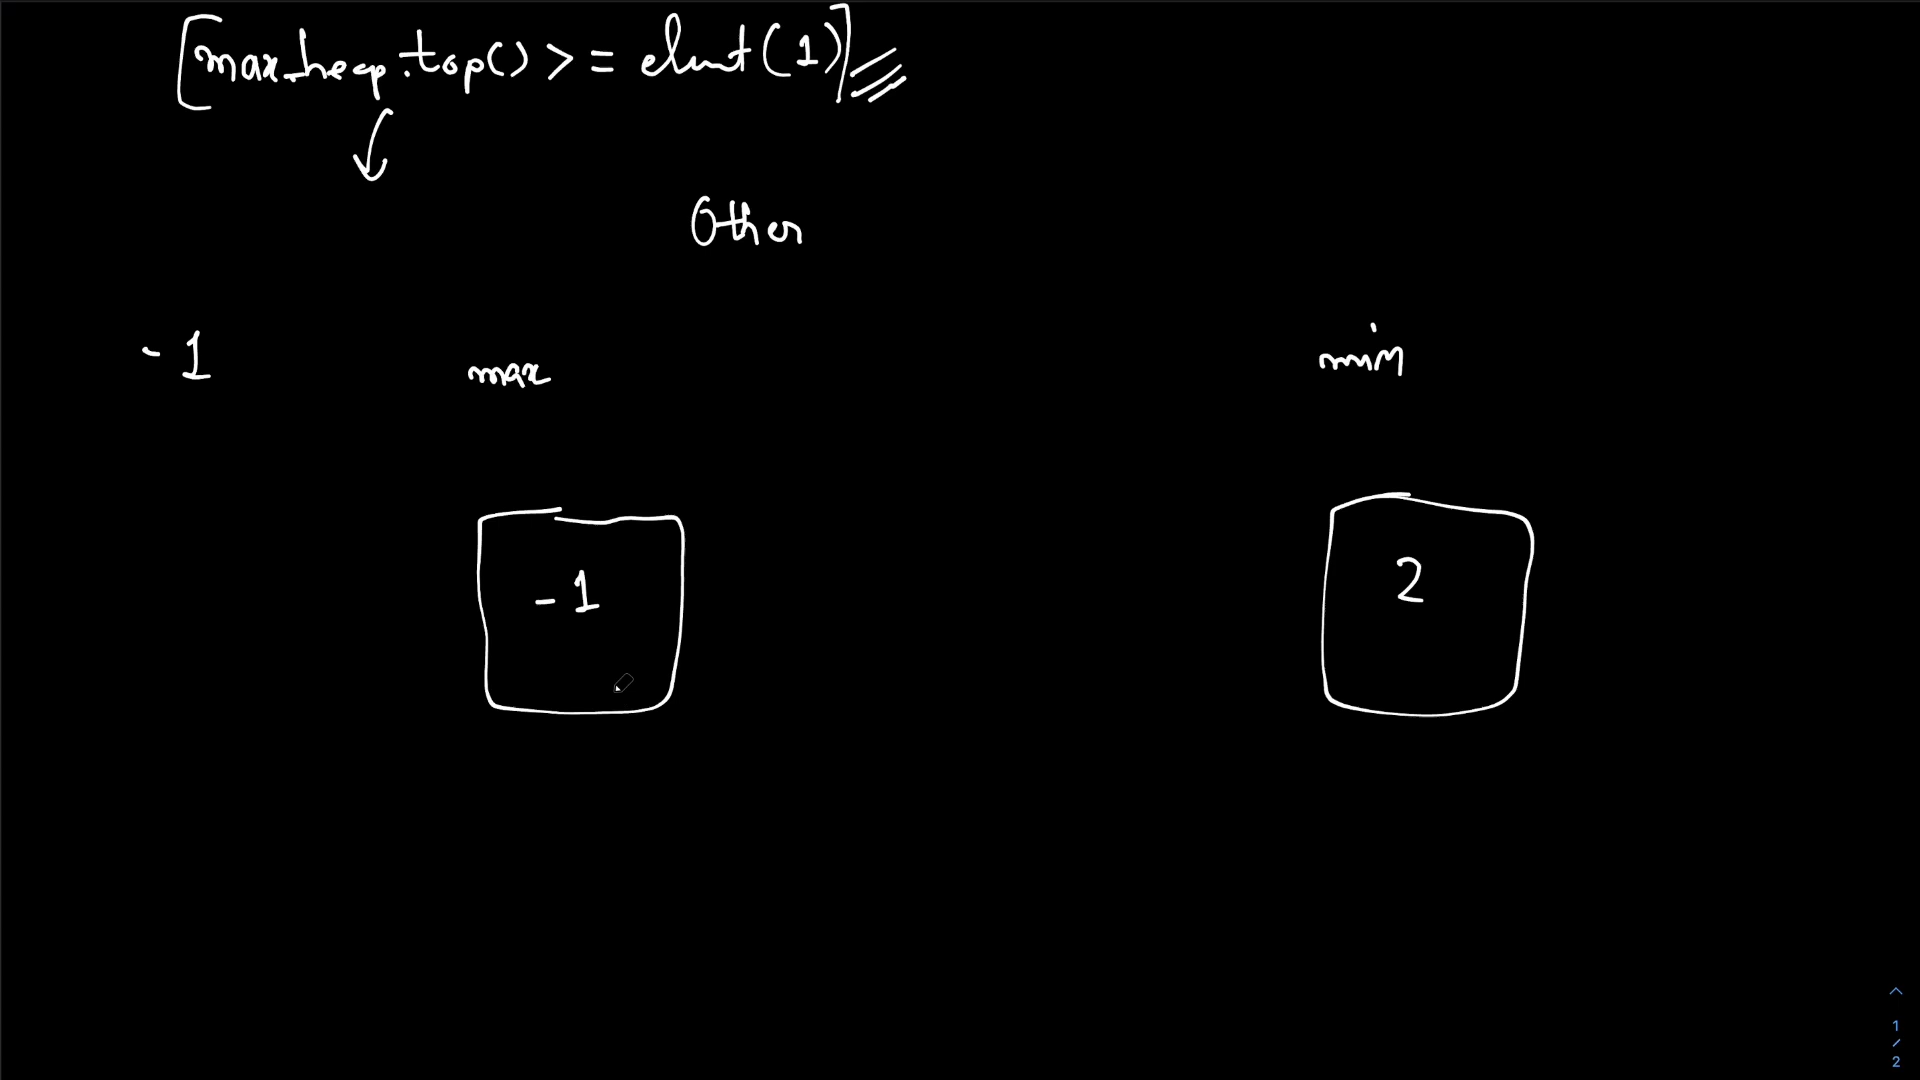 [max_heap.top() >= elmt(1)]
Other
-1
max
min
-1
2
1
/
2